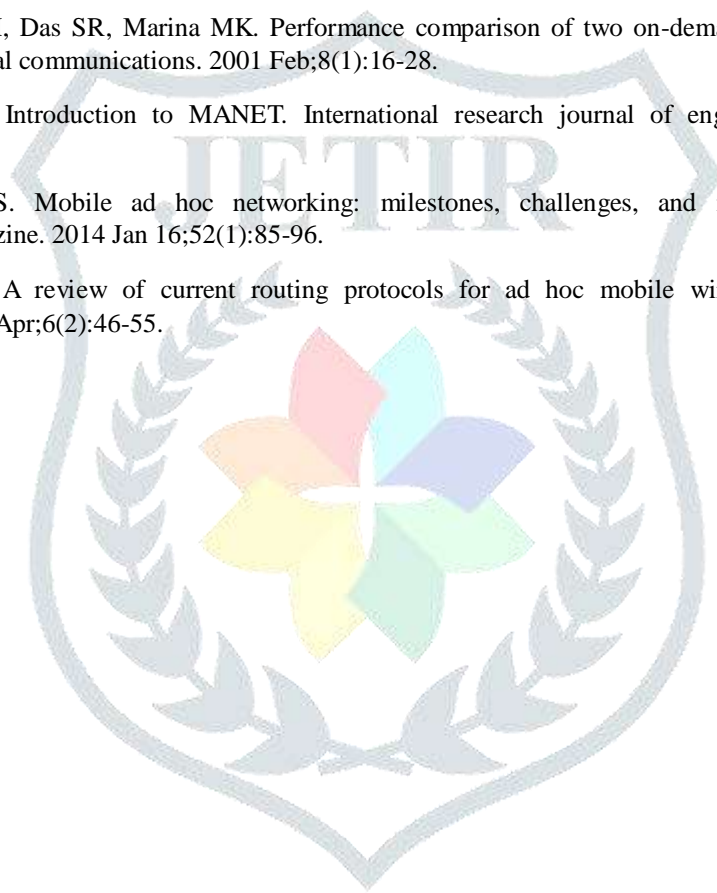 , Das SR, Marina MK. Performance comparison of two on-dema
al communications. 2001 Feb;8(1):16-28.
Introduction to MANET. International research journal of eng
JETIR
S. Mobile ad hoc networking: milestones, challenges, and
zine. 2014 Jan 16;52(1):85-96.
A review of current routing protocols for ad hoc mobile wi
Apr;6(2):46-55.